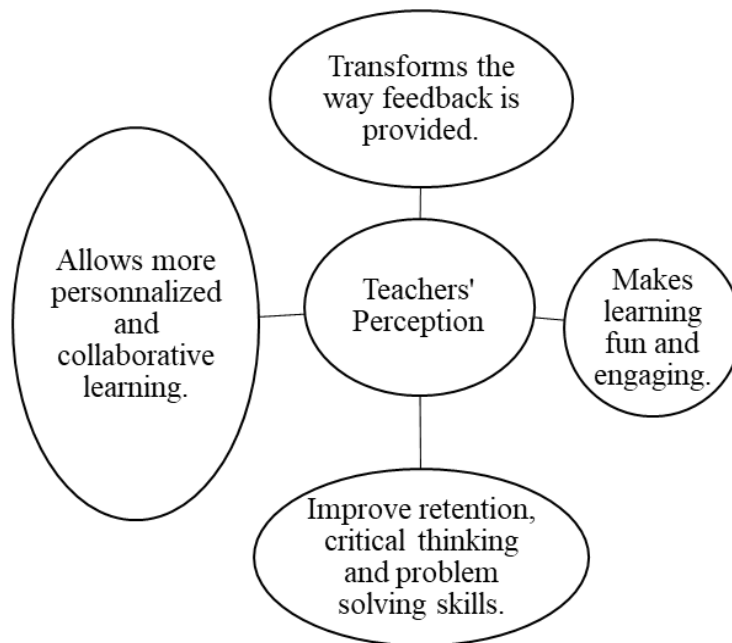 Transforms the
way feedback is
provided.
Allows more
personnalized
and
collaborative
learning.
Teachers'
Perception
Makes
learning
fun and
engaging.
Improve retention,
critical thinking
and problem
solving skills.